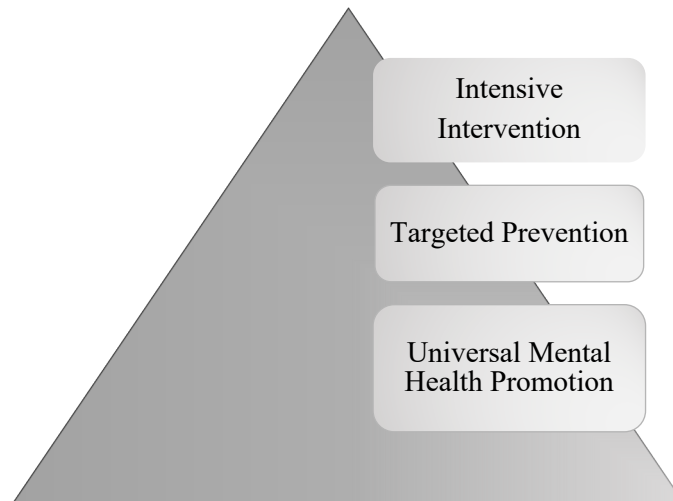 Intensive
Intervention
Targeted Prevention
Universal Mental
Health Promotion